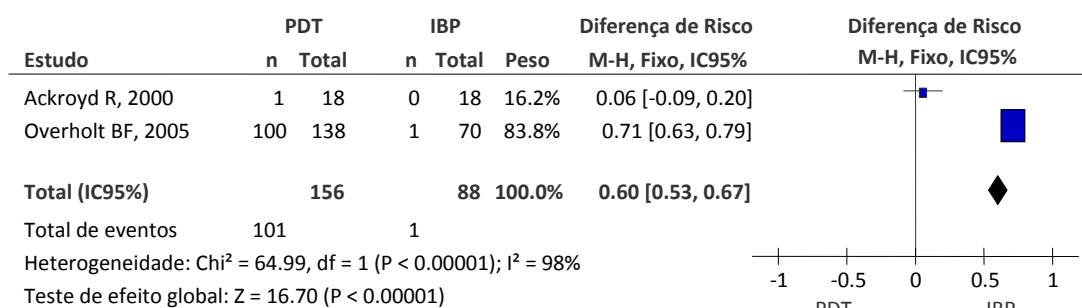 PDT IBP Diferença de Risco Diferença de Risco
Estudo n Total n Total Peso M-H, Fixo, IC95% M-H, Fixo, IC95%
Ackroyd R, 2000 1 18 0 18 16.2% 0.06 [-0.09, 0.20]
Overholt BF, 2005 100 138 1 70 83.8% 0.71 [0.63, 0.79]
Total (IC95%) 156 88 100.0% 0.60 [0.53, 0.67]
Total de eventos 101 1
Heterogeneidade: Chi² = 64.99, df = 1 (P < 0.00001); I² = 98%
Teste de efeito global: Z = 16.70 (P < 0.00001)
-1 -0.5 0 0.5 1
PDT IBP